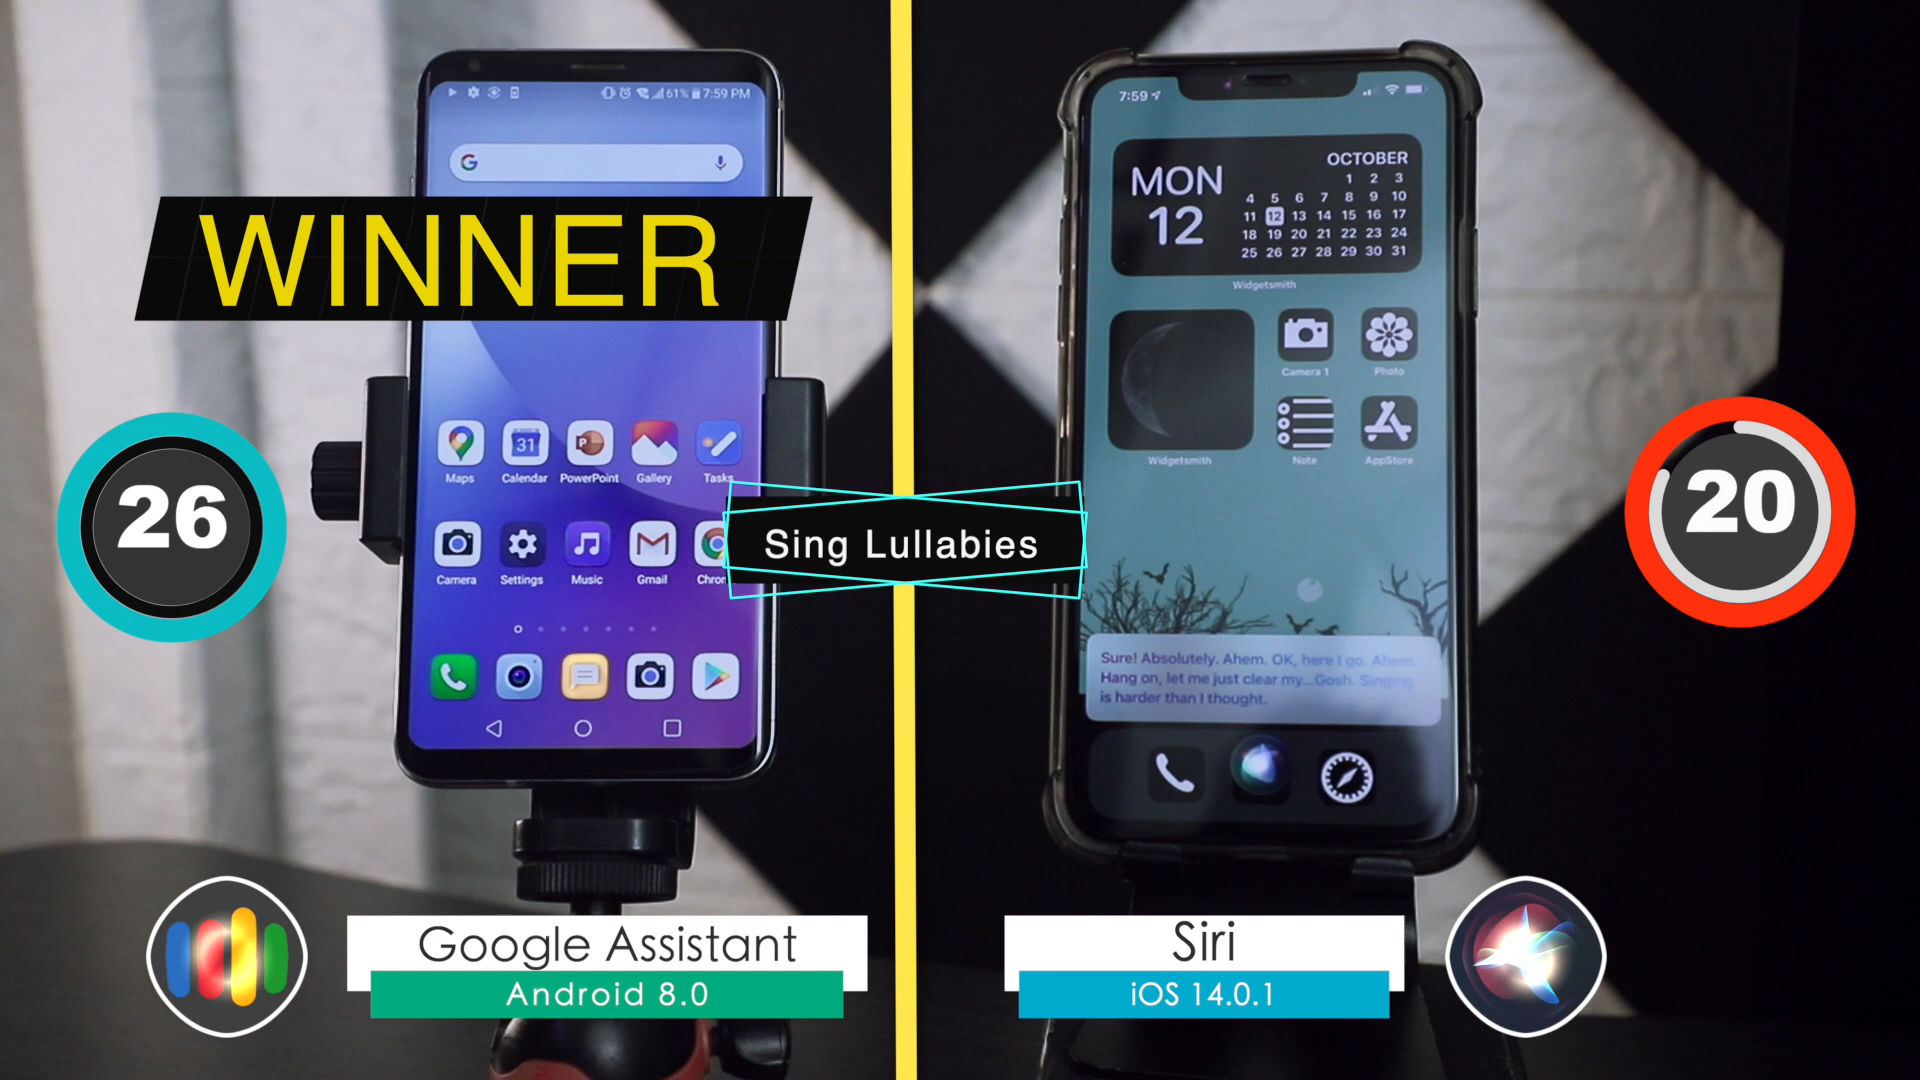 61% 7:59 PM
G
WINNER
31
Maps Calendar PowerPoint Gallery Tasks
Camera Settings Music Gmail Chrom
26
Sing Lullabies
7:59
OCTOBER
MON
12
1 2 3
4 5 6 7 8 9 10
11 12 13 14 15 16 17
18 19 20 21 22 23 24
25 26 27 28 29 30 31
Widgetsmith
Camera 1 Photo
Widgetsmith Note AppStore
20
Sure! Absolutely. Ahem. OK, here I go. Ahem.
Hang on, let me just clear my...Gosh. Singing
is harder than I thought.
Google Assistant
Android 8.0
Siri
iOS 14.0.1